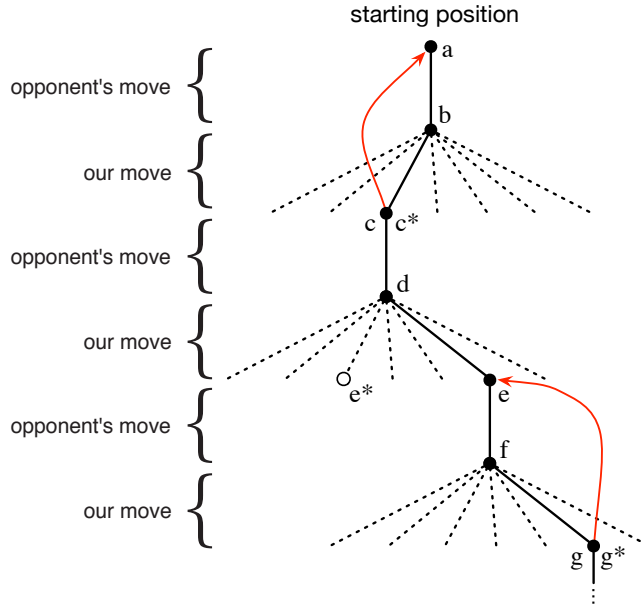 starting position
a
opponent's move
b
our move
c c*
opponent's move
d
our move
e* e
opponent's move
f
our move
g g*